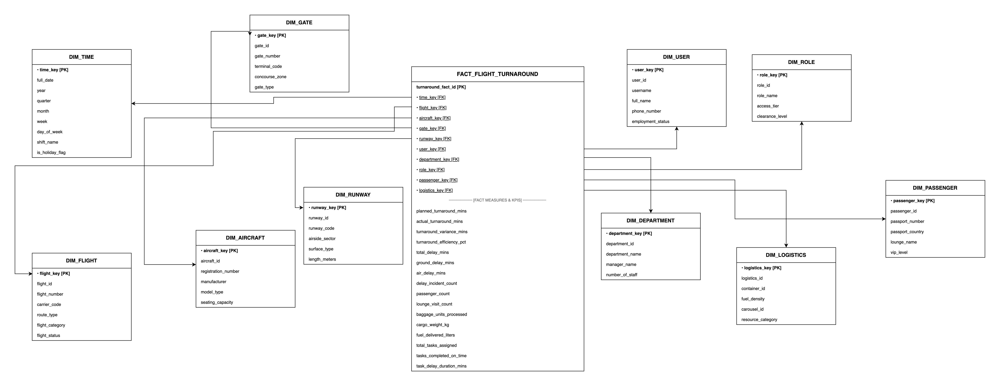 DIM_GATE
• gate_key [PK]
gate_id
gate_number
terminal_code
concourse_zone
gate_type
DIM_TIME
• time_key [PK]
full_date
year
quarter
month
week
day_of_week
shift_name
is_holiday_flag
FACT_FLIGHT_TURNAROUND
turnaround_fact_id [PK]
• time_key [FK]
• flight_key [FK]
• aircraft_key [FK]
• gate_key [FK]
• runway_key [FK]
• user_key [FK]
• department_key [FK]
• role_key [FK]
• passenger_key [FK]
• logistics_key [FK]
[FACT MEASURES & KPIS]
planned_turnaround_mins
actual_turnaround_mins
turnaround_variance_mins
turnaround_efficiency_pct
total_delay_mins
ground_delay_mins
air_delay_mins
delay_incident_count
passenger_count
lounge_visit_count
baggage_units_processed
cargo_weight_kg
fuel_delivered_liters
total_tasks_assigned
tasks_completed_on_time
task_delay_duration_mins
DIM_USER
• user_key [PK]
user_id
username
full_name
phone_number
employment_status
DIM_ROLE
• role_key [PK]
role_id
role_name
access_tier
clearance_level
DIM_RUNWAY
• runway_key [PK]
runway_id
runway_code
airside_sector
surface_type
length_meters
DIM_AIRCRAFT
• aircraft_key [PK]
aircraft_id
registration_number
manufacturer
model_type
seating_capacity
DIM_FLIGHT
• flight_key [PK]
flight_id
flight_number
carrier_code
route_type
flight_category
flight_status
DIM_DEPARTMENT
• department_key [PK]
department_id
department_name
manager_name
number_of_staff
DIM_PASSENGER
• passenger_key [PK]
passenger_id
passport_number
passport_country
lounge_name
vip_level
DIM_LOGISTICS
• logistics_key [PK]
logistics_id
container_id
fuel_density
carousel_id
resource_category